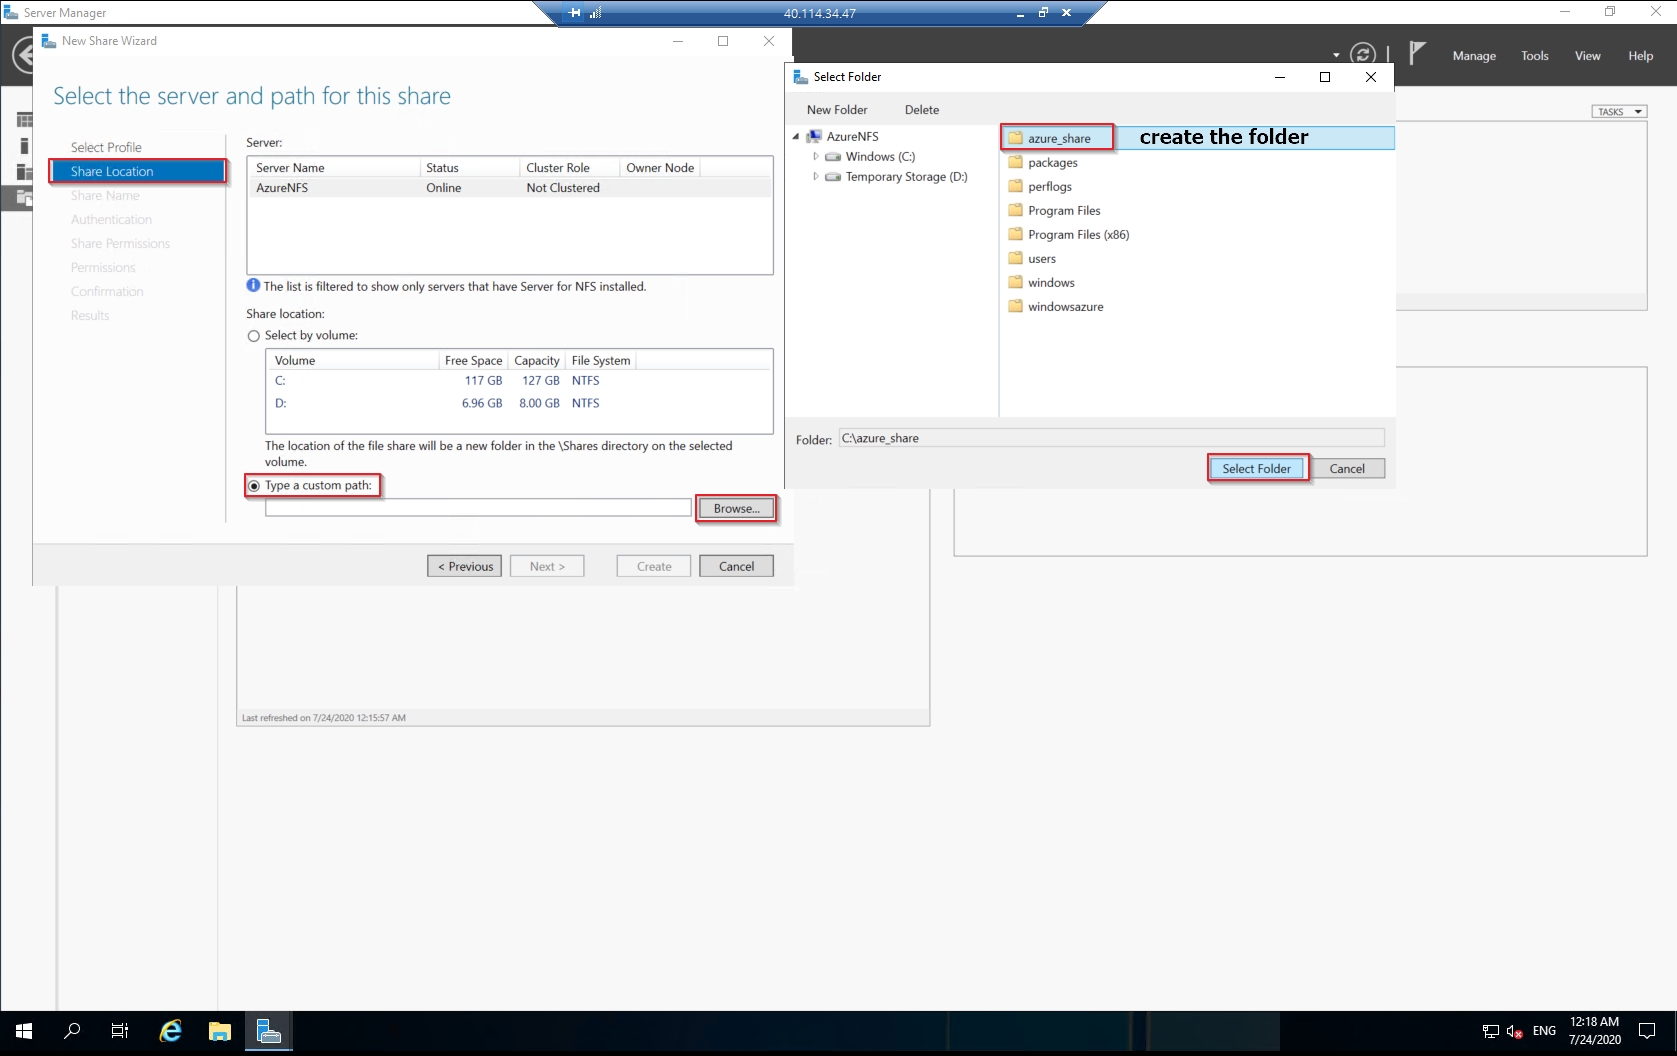 Server Manager
40.114.34.47
New Share Wizard
Manage
Tools
View
Help
Select the server and path for this share
Select Profile
Share Location
Share Name
Authentication
Share Permissions
Permissions
Confirmation
Results
Server:
Server Name Status Cluster Role Owner Node
AzureNFS Online Not Clustered
The list is filtered to show only servers that have Server for NFS installed.
Share location:
Select by volume:
Volume Free Space Capacity File System
C: 117 GB 127 GB NTFS
D: 6.96 GB 8.00 GB NTFS
The location of the file share will be a new folder in the \Shares directory on the selected
volume.
Type a custom path:
Browse...
< Previous
Next >
Create
Cancel
Select Folder
New Folder
Delete
AzureNFS
Windows (C:)
Temporary Storage (D:)
azure_share
create the folder
packages
perflogs
Program Files
Program Files (x86)
users
windows
windowsazure
Folder: C:\azure_share
Select Folder
Cancel
TASKS
Last refreshed on 7/24/2020 12:15:57 AM
ENG
12:18 AM
7/24/2020